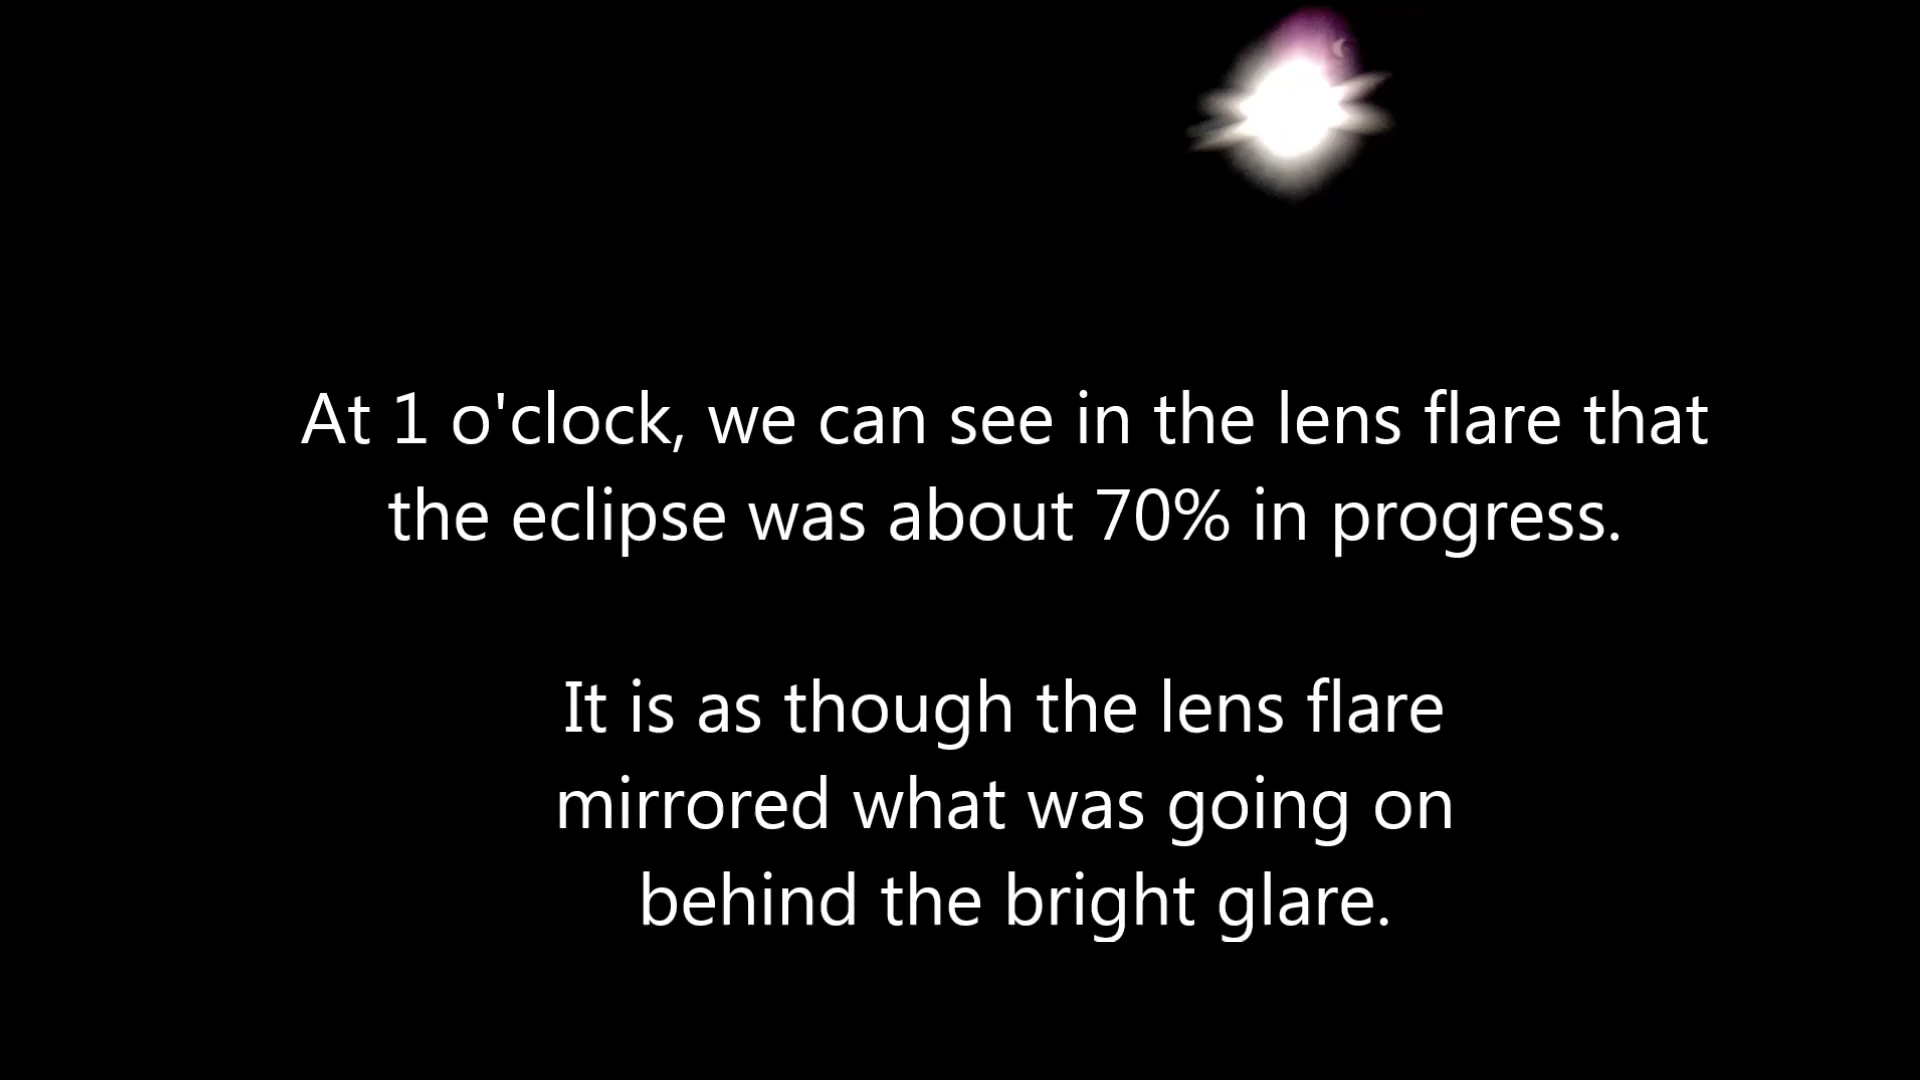 At 1 o'clock, we can see in the lens flare that
the eclipse was about 70% in progress.
It is as though the lens flare
mirrored what was going on
behind the bright glare.